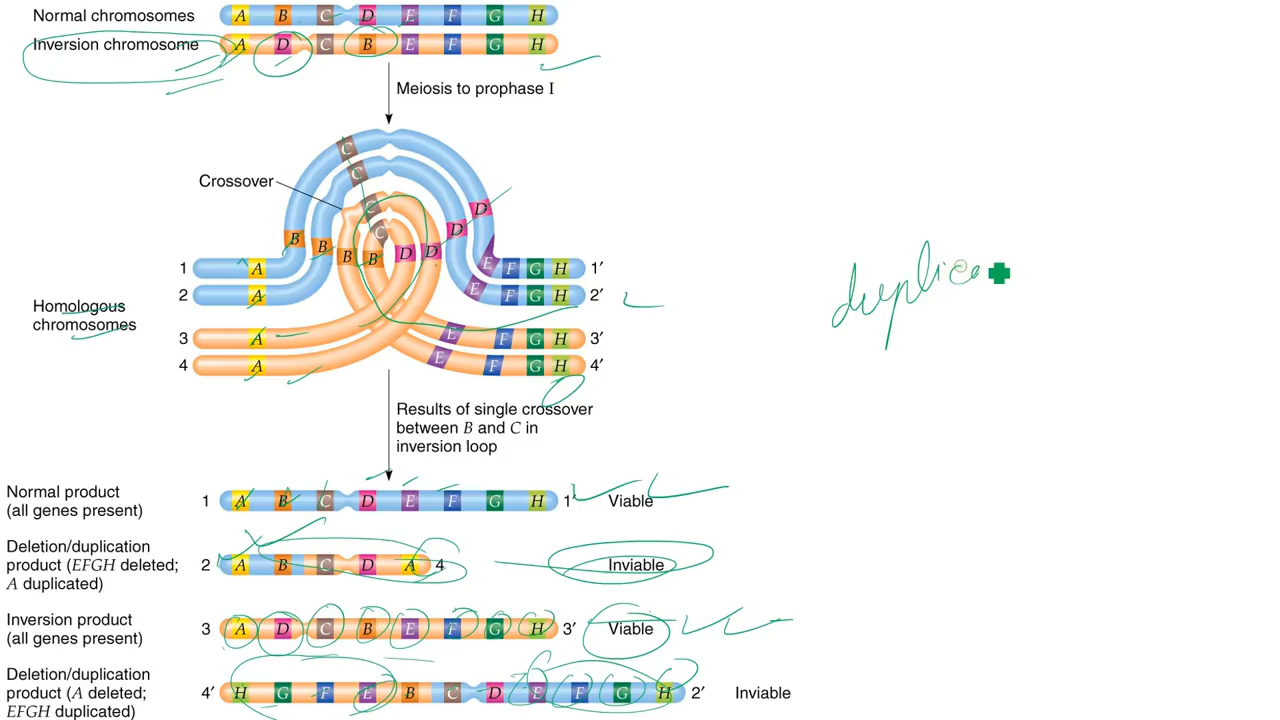 Normal chromosomes A B C D E F G H
Inversion chromosome A D C B E F G H
Meiosis to prophase I
Crossover
C
C
C
C
D
D
D
D
B
B
B
B
1 A E F G H 1′
2 A E F G H 2′
Homologous
chromosomes
3 A E F G H 3′
4 A E F G H 4′
Results of single crossover
between B and C in
inversion loop
Normal product
(all genes present)
1 A B C D E F G H 1′ Viable
Deletion/duplication
product (EFGH deleted;
A duplicated)
2 A B C D A 4 Inviable
Inversion product
(all genes present)
3 A D C B E F G H 3′ Viable
Deletion/duplication
product (A deleted;
EFGH duplicated)
4′ H G F E B C D E F G H 2′ Inviable
duplica